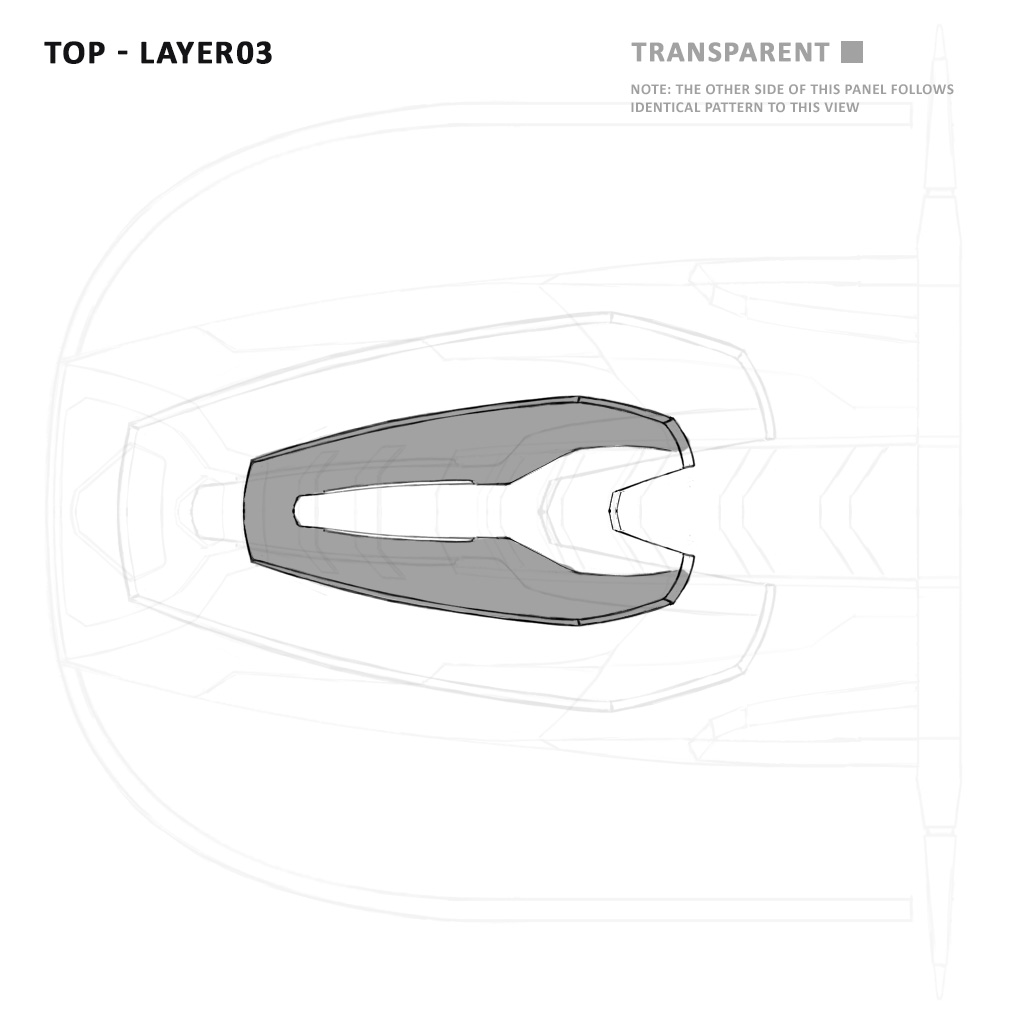 TOP - LAYER03
TRANSPARENT
NOTE: THE OTHER SIDE OF THIS PANEL FOLLOWS
IDENTICAL PATTERN TO THIS VIEW